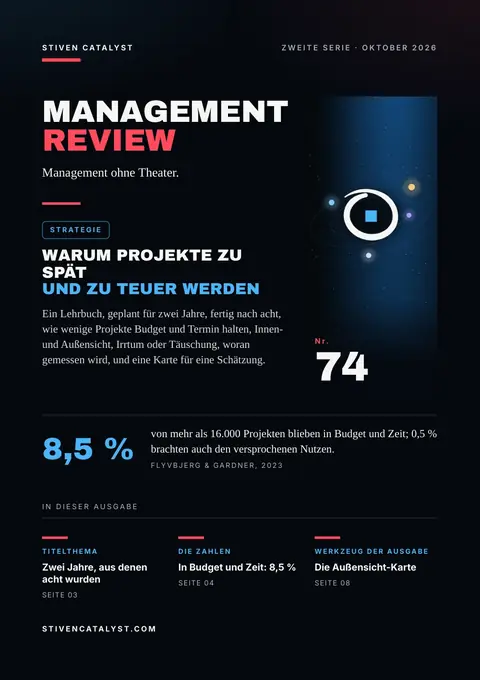 STIVEN CATALYST
ZWEITE SERIE · OKTOBER 2026
MANAGEMENT
REVIEW
Management ohne Theater.
STRATEGIE
WARUM PROJEKTE ZU
SPÄT
UND ZU TEUER WERDEN
Ein Lehrbuch, geplant für zwei Jahre, fertig nach acht,
wie wenige Projekte Budget und Termin halten, Innen-
und Außensicht, Irrtum oder Täuschung, woran
gemessen wird, und eine Karte für eine Schätzung.
Nr.
74
8,5 %
von mehr als 16.000 Projekten blieben in Budget und Zeit; 0,5 %
brachten auch den versprochenen Nutzen.
FLYVBJERG & GARDNER, 2023
IN DIESER AUSGABE
TITELTHEMA
Zwei Jahre, aus denen
acht wurden
SEITE 03
DIE ZAHLEN
In Budget und Zeit: 8,5 %
SEITE 04
WERKZEUG DER AUSGABE
Die Außensicht-Karte
SEITE 08
STIVENCATALYST.COM